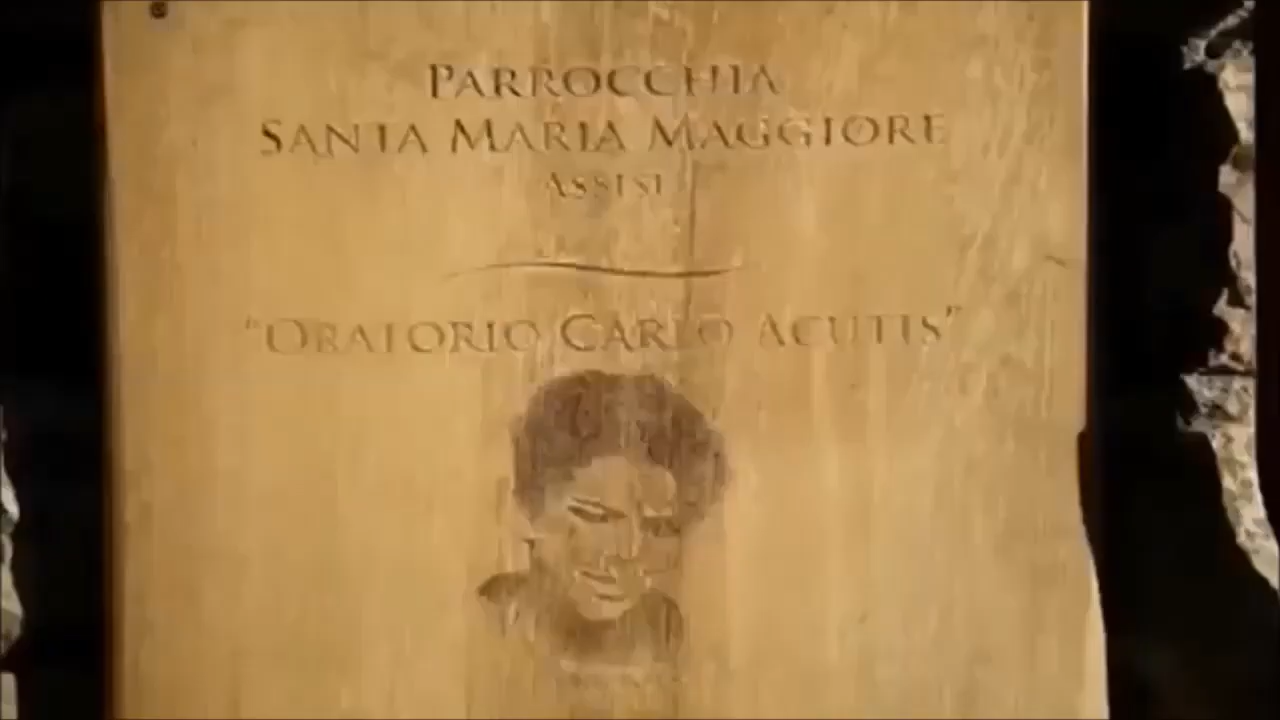 PARROCCHIA
SANTA MARIA MAGGIORE
ASSISI
"ORATORIO CARLO ACUTIS"